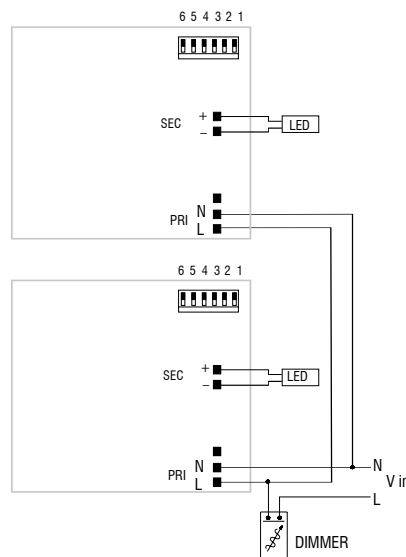 6 5 4 3 2 1
SEC + LED
−
PRI N
L
6 5 4 3 2 1
SEC + LED
−
PRI N N
L V in
L
DIMMER